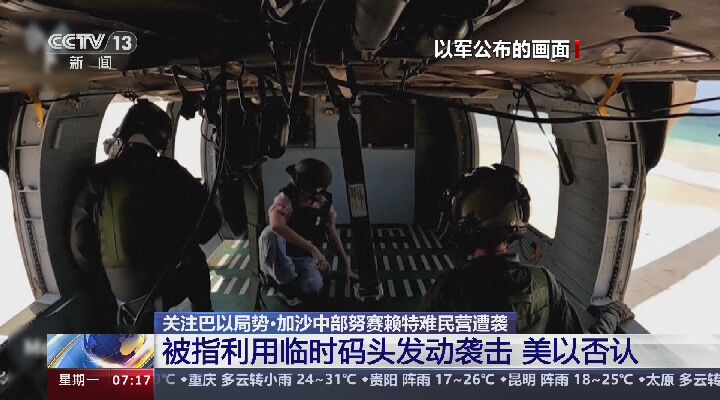 CCTV 13
新闻
以军公布的画面
关注巴以局势·加沙中部努赛赖特难民营遭袭
被指利用临时码头发动袭击 美以否认
星期一 07:17 °C 重庆 多云转小雨 24~31℃ 贵阳 阵雨 17~26℃ 昆明 阵雨 18~25℃ 太原 多云转